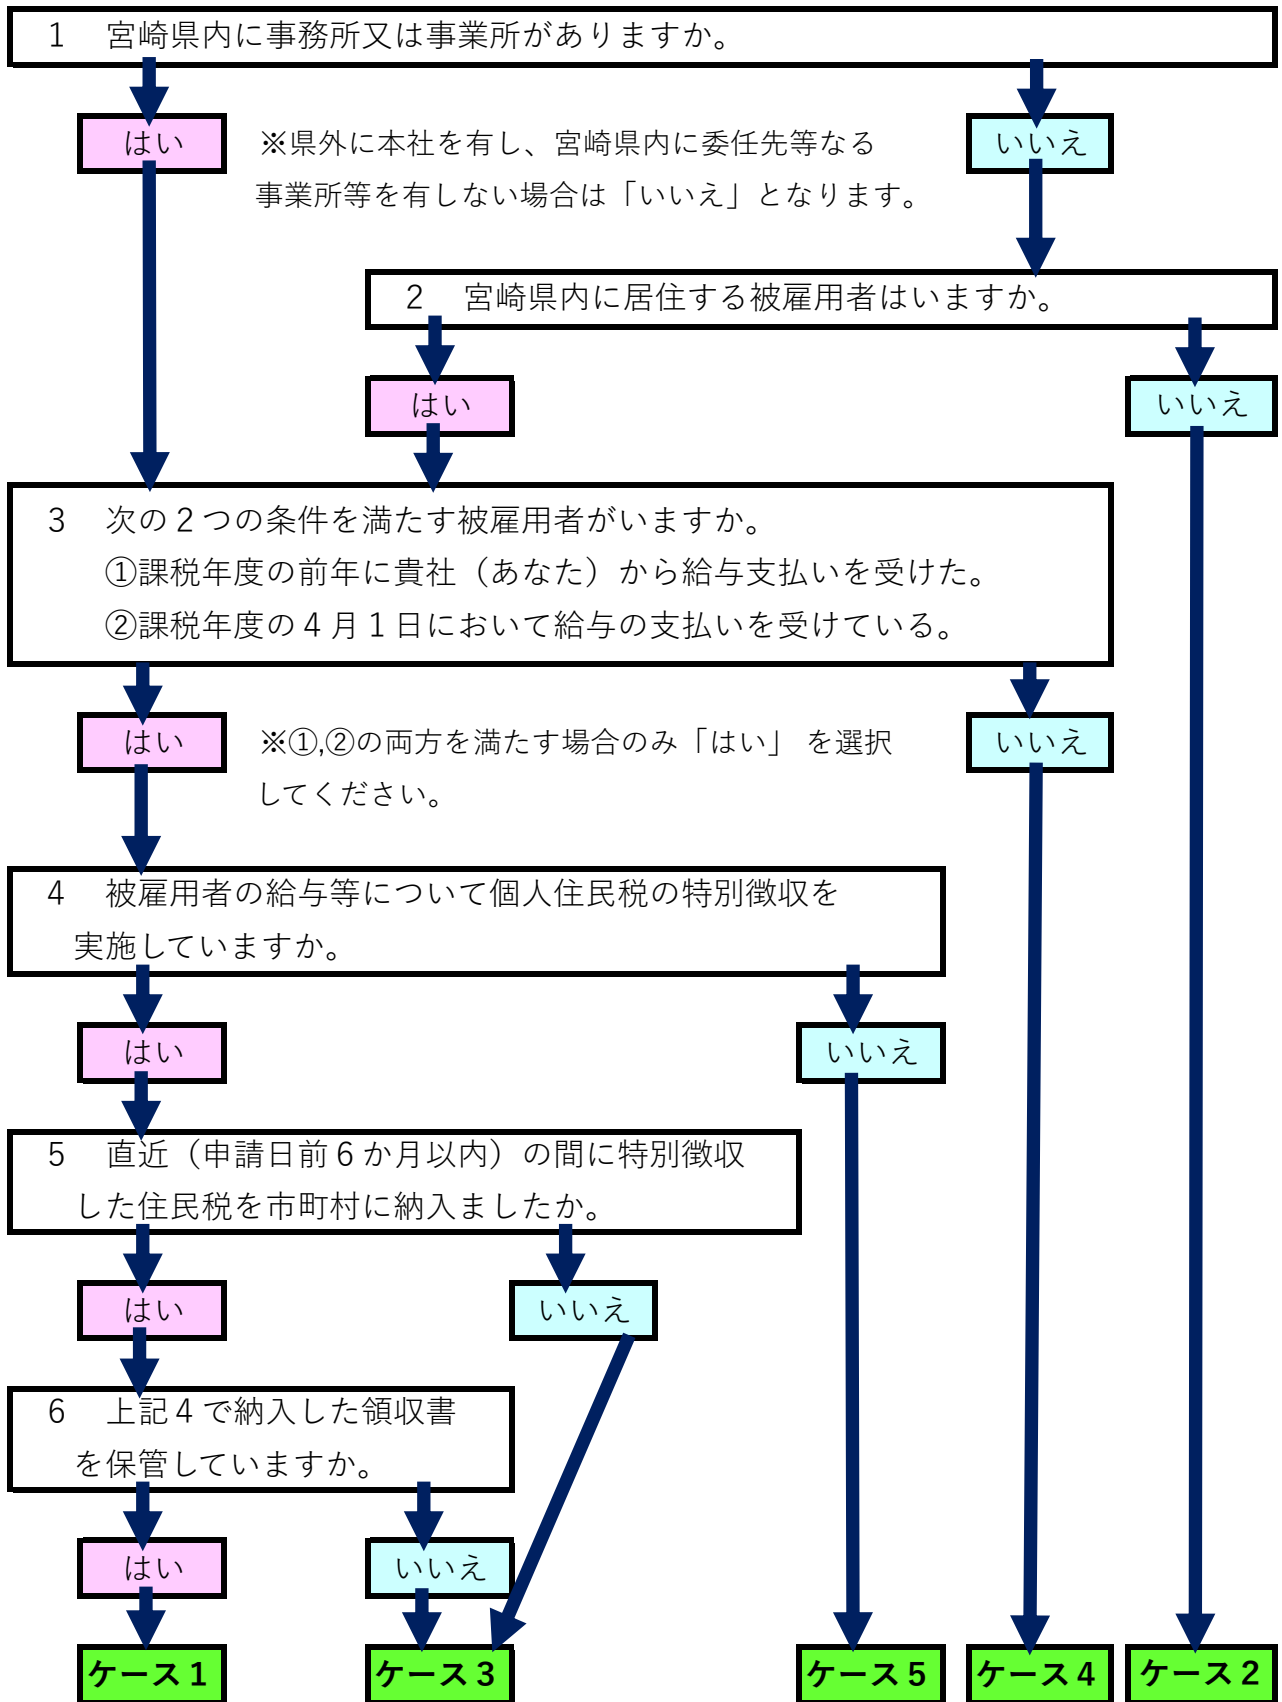 1 宮崎県内に事務所又は事業所がありますか。
はい
※県外に本社を有し、宮崎県内に委任先等なる
事業所等を有しない場合は「いいえ」となります。
いいえ
2 宮崎県内に居住する被雇用者はいますか。
はい
いいえ
3 次の2つの条件を満たす被雇用者がいますか。
①課税年度の前年に貴社（あなた）から給与支払いを受けた。
②課税年度の4月1日において給与の支払いを受けている。
はい
※①,②の両方を満たす場合のみ「はい」 を選択
してください。
いいえ
4 被雇用者の給与等について個人住民税の特別徴収を
実施していますか。
はい
いいえ
5 直近（申請日前6か月以内）の間に特別徴収
した住民税を市町村に納入ましたか。
はい
いいえ
6 上記4で納入した領収書
を保管していますか。
はい
いいえ
ケース1
ケース3
ケース5
ケース4
ケース2